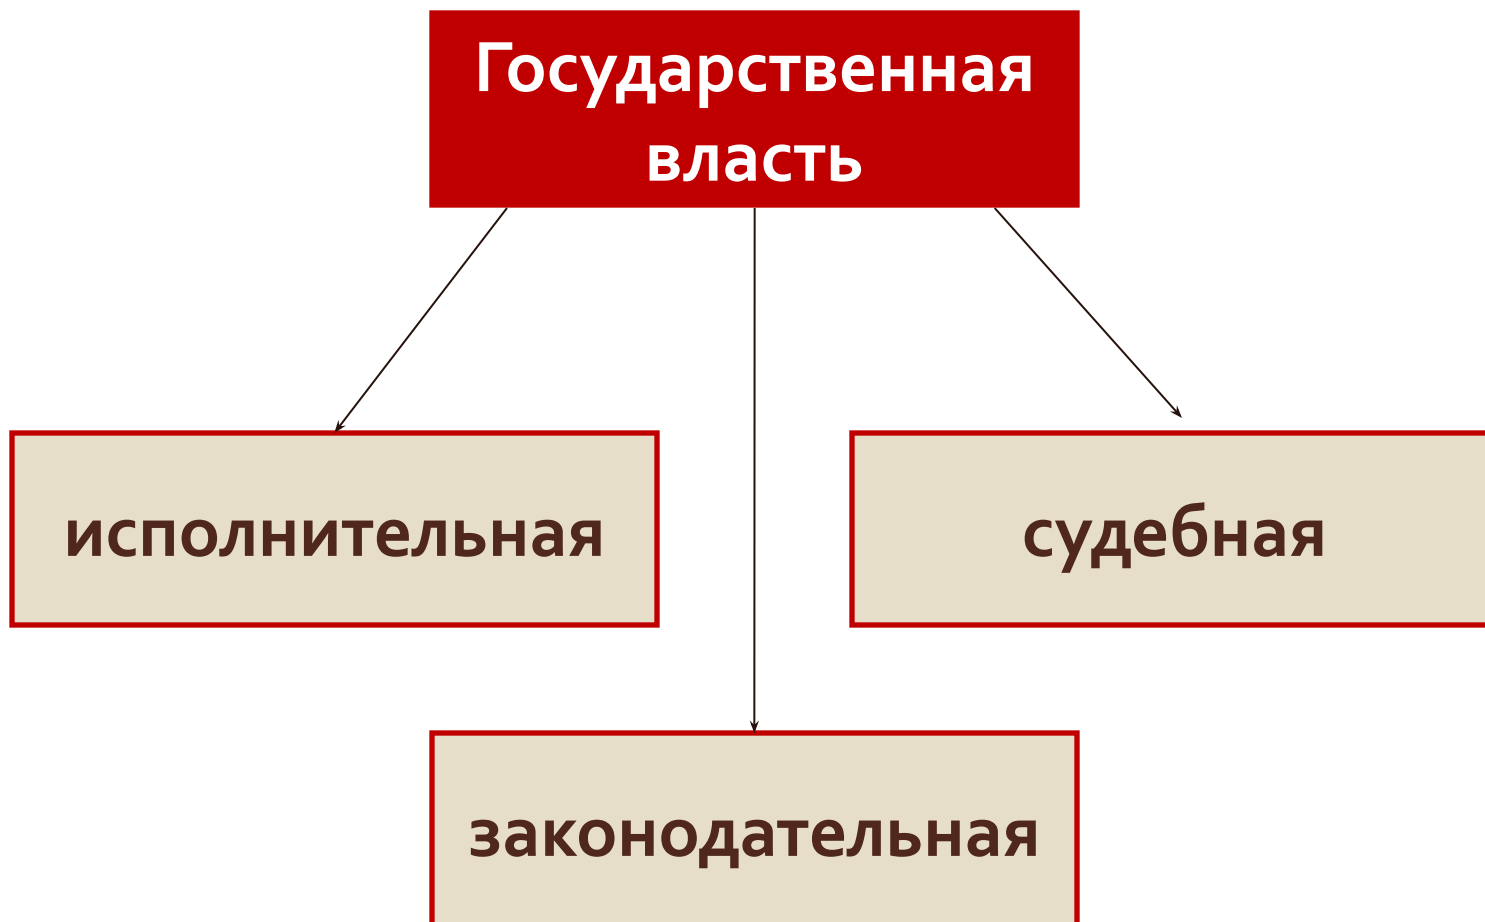 Государственная
власть
исполнительная
судебная
законодательная